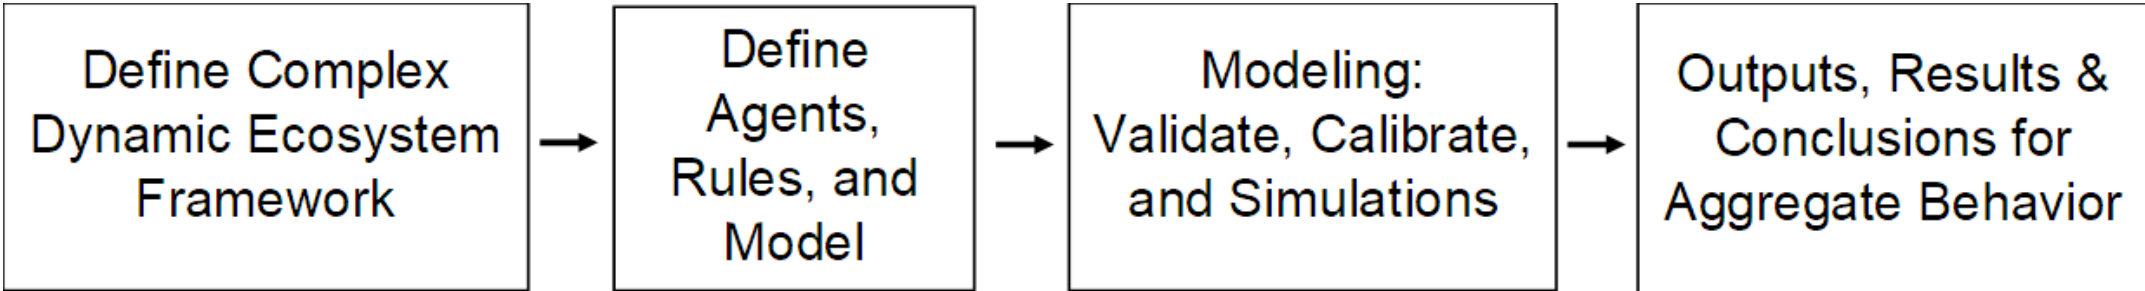 Define Complex
Dynamic Ecosystem
Framework
Define
Agents,
Rules, and
Model
Modeling:
Validate, Calibrate,
and Simulations
Outputs, Results &
Conclusions for
Aggregate Behavior